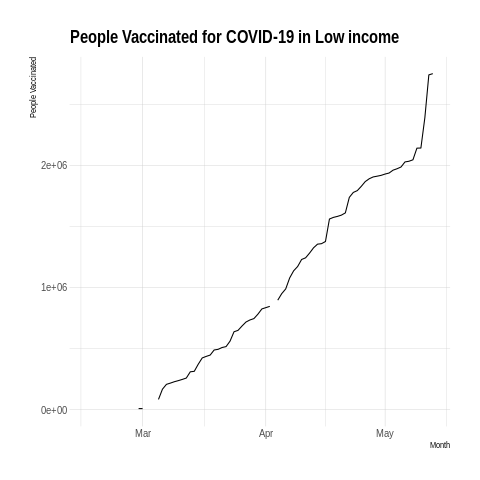 People Vaccinated for COVID-19 in Low income
People Vaccinated
2e+06
1e+06
0e+00
Mar Apr May
Month